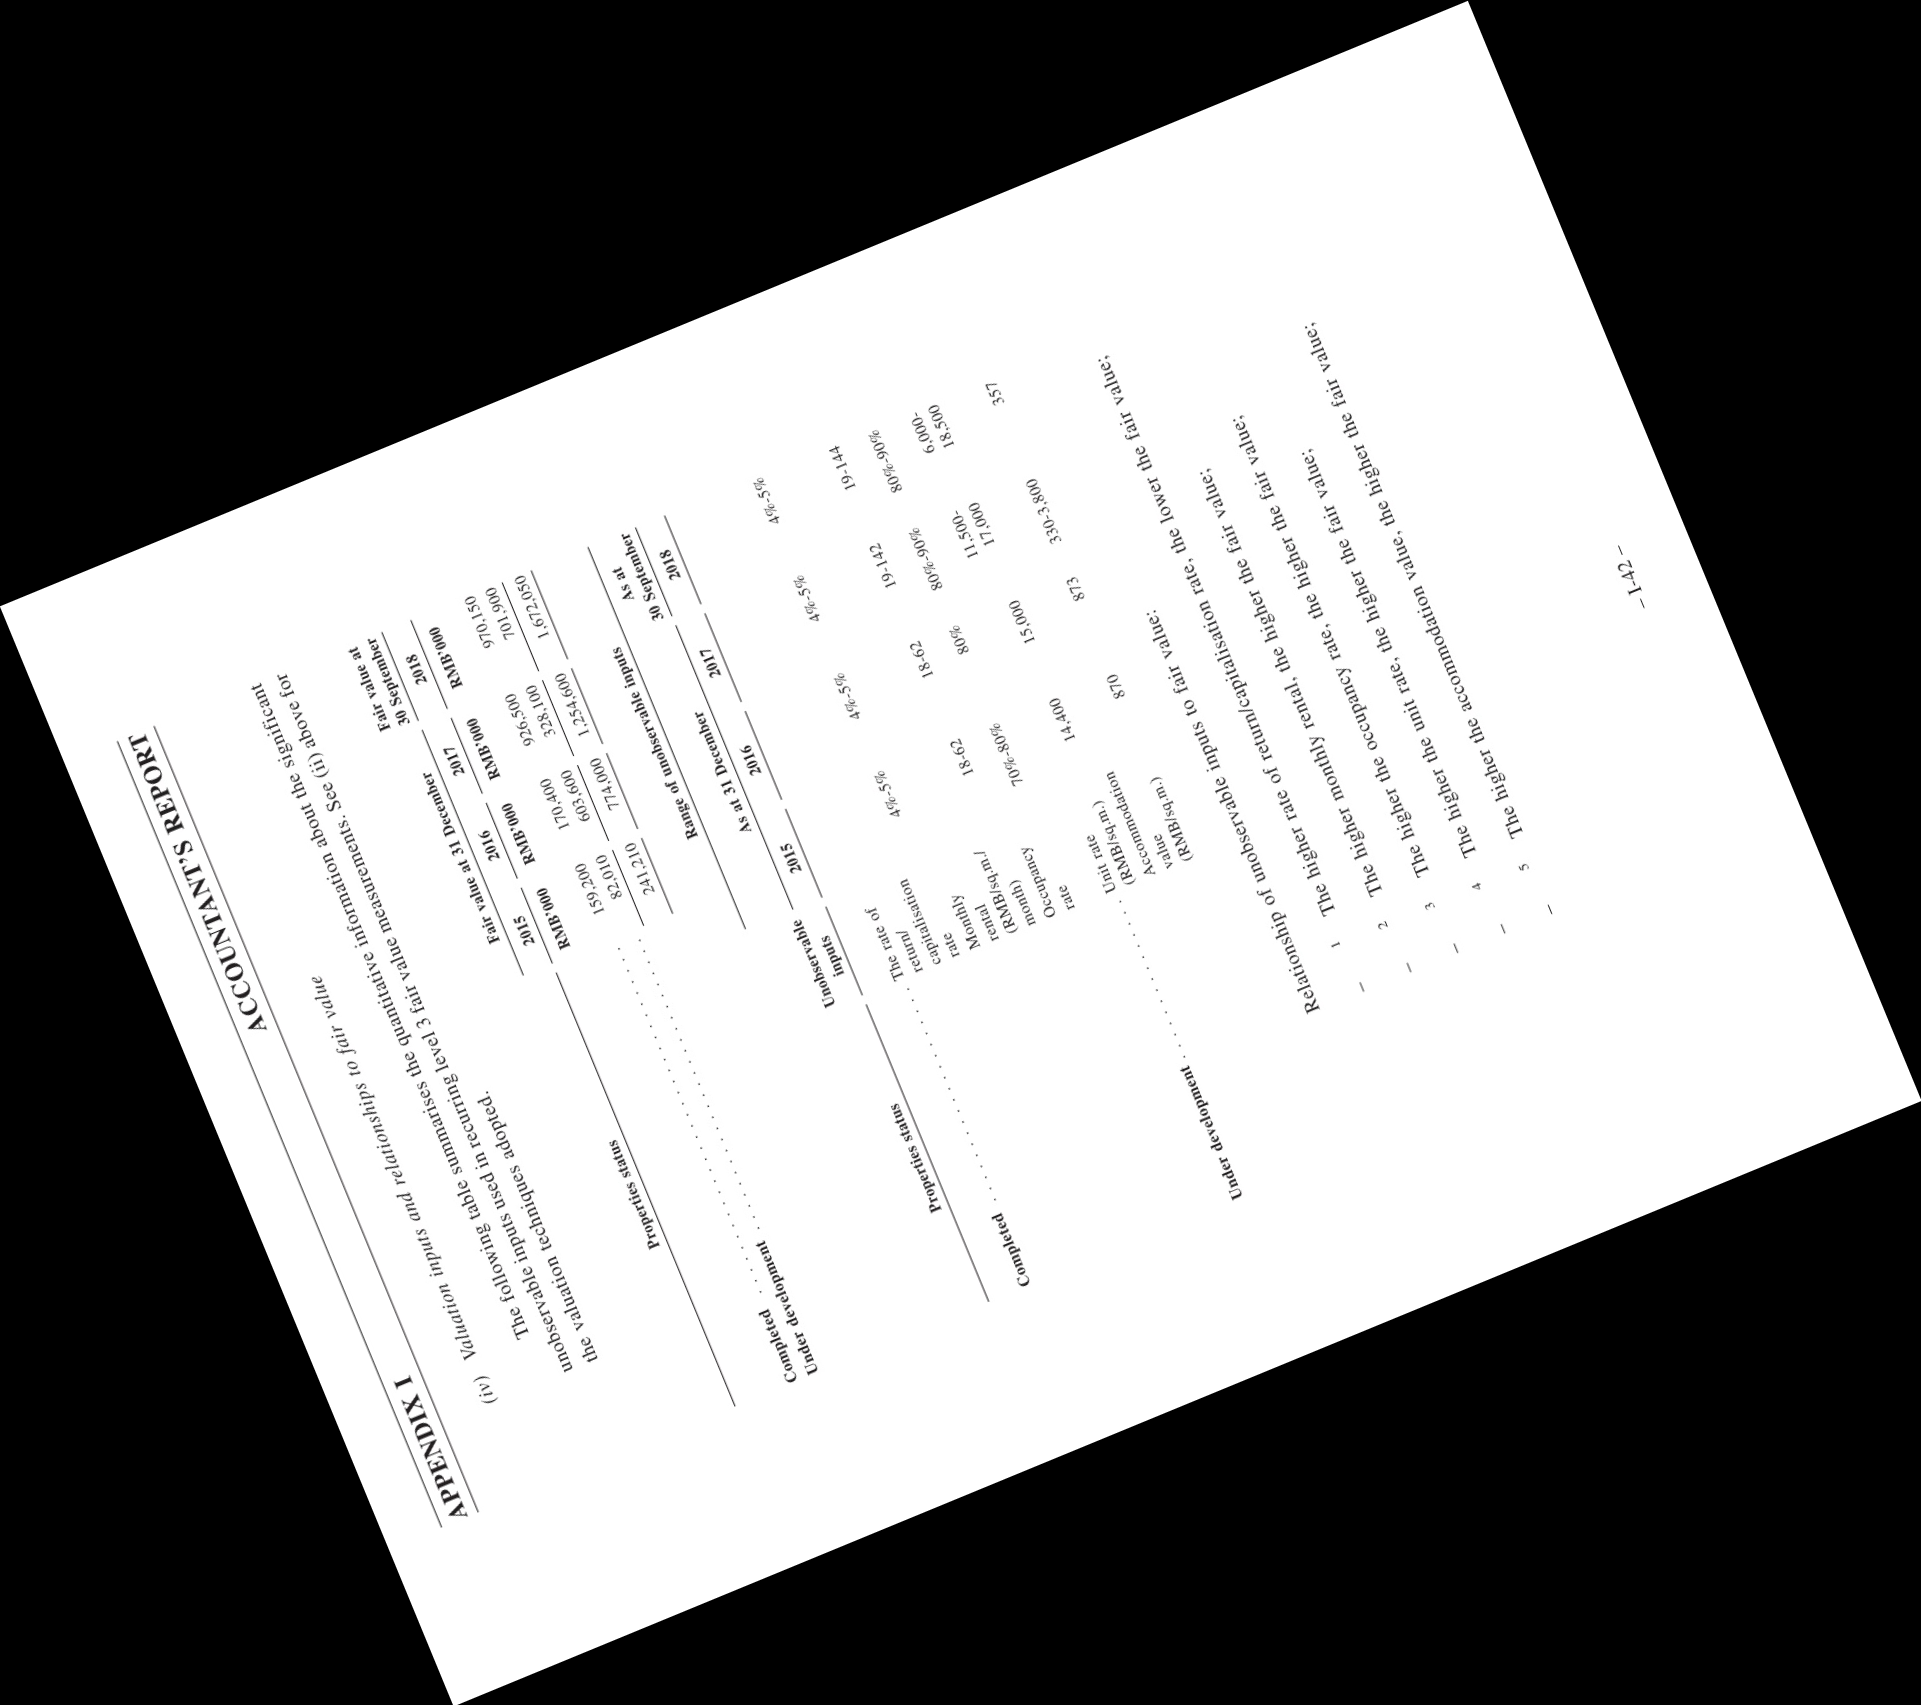 APPENDIX I ACCOUNTANT'S REPORT
(iv) Valuation inputs and relationships to fair value
The following table summarises the quantitative information about the significant
unobservable inputs used in recurring level 3 fair value measurements. See (ii) above for
the valuation techniques adopted.
Fair value at
Fair value at 31 December 30 September
Properties status 2015 2016 2017 2018
RMB'000 RMB'000 RMB'000 RMB'000
Completed . . . . . . . . . . . . . . . . . . . . . . . . . . 159,200 170,400 926,500 970,150
Under development . . . . . . . . . . . . . . . . . . . . . 82,010 603,600 328,100 701,900
241,210 774,000 1,254,600 1,672,050
Range of unobservable inputs
As at
As at 31 December 30 September
Properties status Unobservable inputs 2015 2016 2017 2018
Completed . . . . . . . . . . . . . . . . The rate of
return/
capitalisation
rate 4%-5% 4%-5% 4%-5% 4%-5%
Monthly
rental
(RMB/sq.m./
month) 18-62 18-62 19-142 19-144
Occupancy
rate 70%-80% 80% 80%-90% 80%-90%
Under development . . . . . . . . . . . . Unit rate
(RMB/sq.m.) 14,400 15,000 11,500-17,000 6,000-18,500
Accommodation
value
(RMB/sq.m.) 870 873 330-3,800 357
Relationship of unobservable inputs to fair value:
– 1 The higher rate of return/capitalisation rate, the lower the fair value;
– 2 The higher monthly rental, the higher the fair value;
– 3 The higher the occupancy rate, the higher the fair value;
– 4 The higher the unit rate, the higher the fair value;
– 5 The higher the accommodation value, the higher the fair value;
– I-42 –